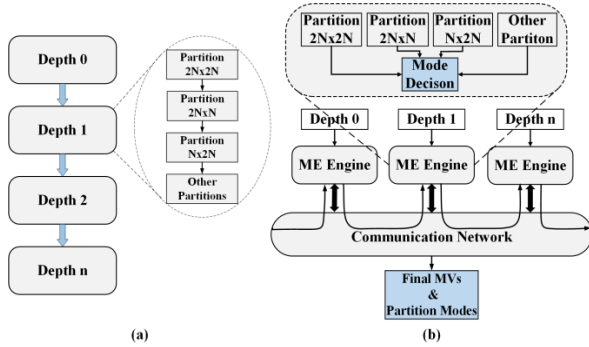 Depth 0
Depth 1
Depth 2
Depth n
Partition
2Nx2N
Partition
2NxN
Partition
Nx2N
Other
Partitions
(a)
Partition
2Nx2N
Partition
2NxN
Partition
Nx2N
Other
Partiton
Mode
Decison
Depth 0
Depth 1
Depth n
ME Engine
ME Engine
ME Engine
Communication Network
Final MVs
&
Partition Modes
(b)